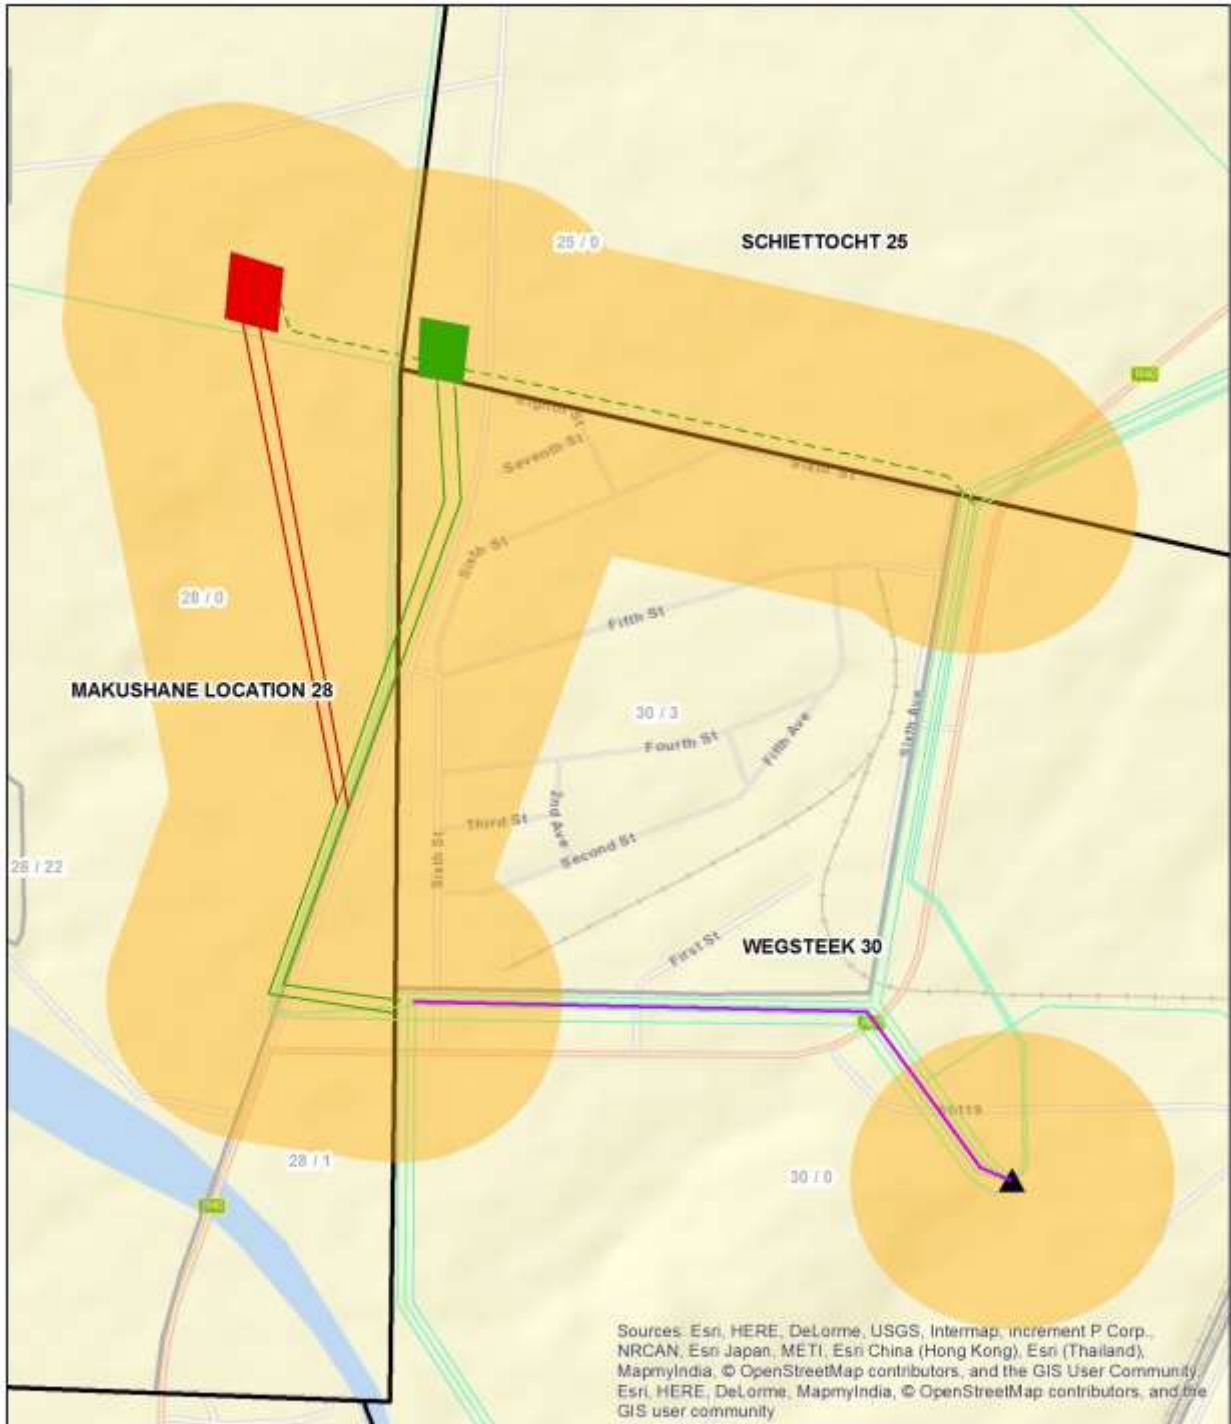 SCHIETTOCHT 25
25 / 0
R40
Eighth St
Seventh St
Sixth St
Sixth St
28 / 0
Fifth St
MAKUSHANE LOCATION 28
30 / 3
Fourth St
Fifth Ave
Sixth Ave
Third St
2nd Ave
Second St
Sixth St
28 / 22
First St
WEGSTEEK 30
28 / 1
30 / 0
Sources: Esri, HERE, DeLorme, USGS, Intermap, increment P Corp.,
NRCAN, Esri Japan, METI, Esri China (Hong Kong), Esri (Thailand),
MapmyIndia, © OpenStreetMap contributors, and the GIS User Community
Esri, HERE, DeLorme, MapmyIndia, © OpenStreetMap contributors, and the
GIS user community